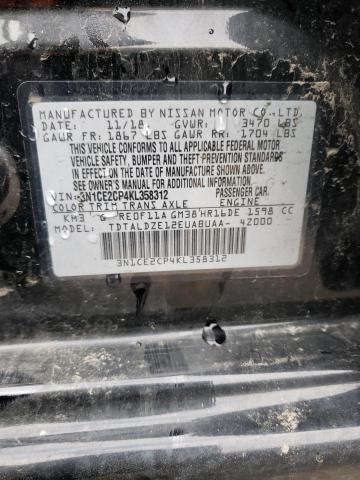 MANUFACTURED BY NISSAN MOTOR CO., LTD.
DATE: 11/18 GVWR: 3470 LBS
GAWR FR: 1867 LBS GAWR RR: 1704 LBS
THIS VEHICLE CONFORMS TO ALL APPLICABLE FEDERAL MOTOR
VEHICLE SAFETY, BUMPER AND THEFT PREVENTION STANDARDS
IN EFFECT ON THE DATE OF MANUFACTURE SHOWN ABOVE.
SEE OWNER'S MANUAL FOR ADDITIONAL INFORMATION
VIN: 3N1CE2CP4KL358312 PASSENGER CAR
COLOR TRIM TRANS AXLE ENGINE
KH3 G RE0F11A GM38 HR16DE 1598 CC
MODEL: TDTALDZE12EUABUAA- 42000
3N1CE2CP4KL358312